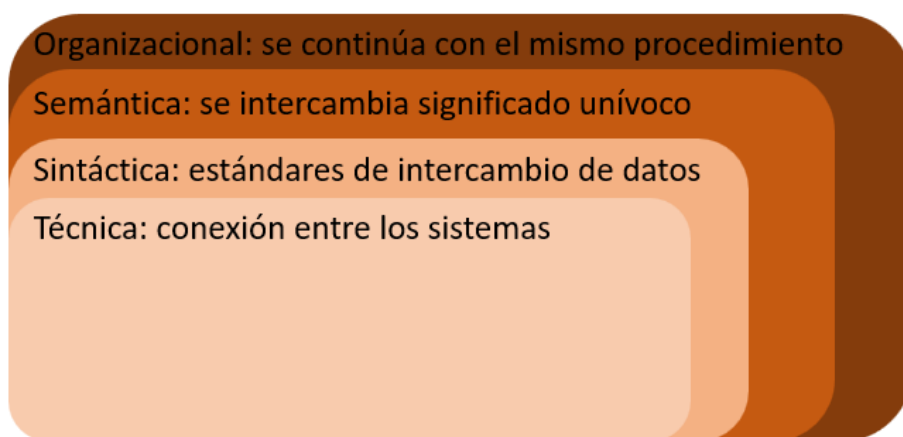 Organizacional: se continúa con el mismo procedimiento
Semántica: se intercambia significado unívoco
Sintáctica: estándares de intercambio de datos
Técnica: conexión entre los sistemas